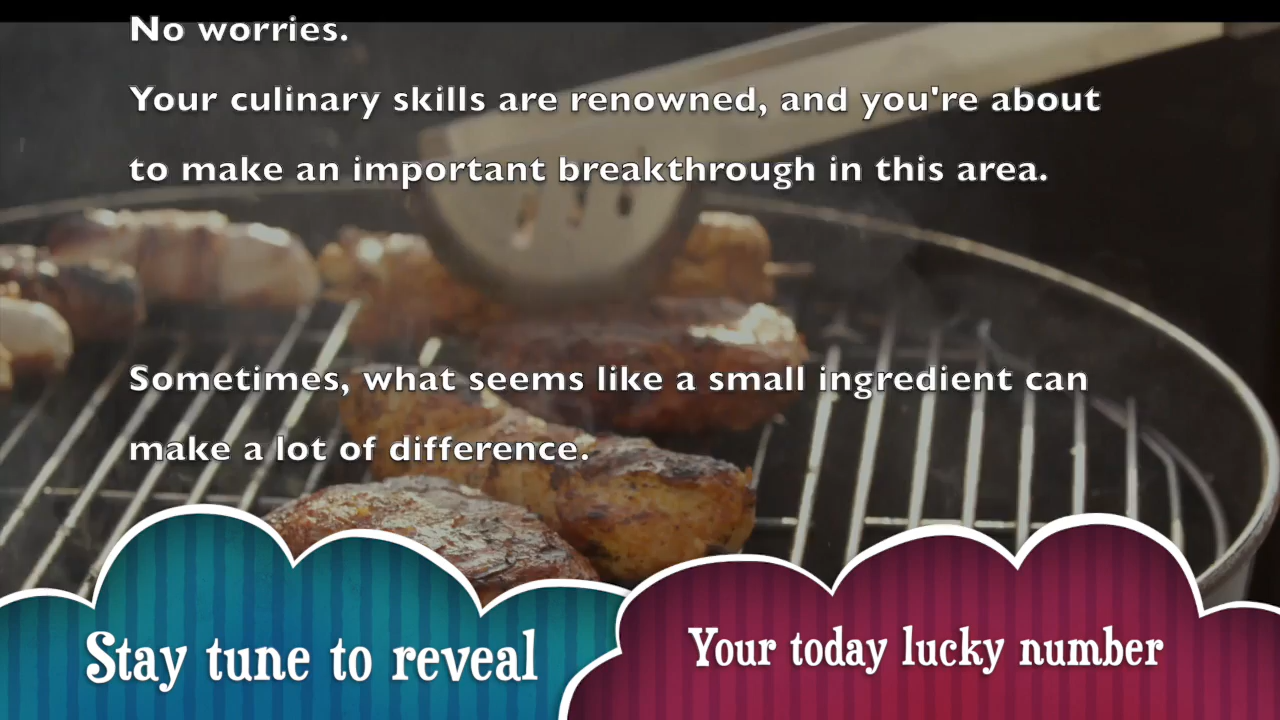 No worries.
Your culinary skills are renowned, and you're about
to make an important breakthrough in this area.
Sometimes, what seems like a small ingredient can
make a lot of difference.
Stay tune to reveal
Your today lucky number